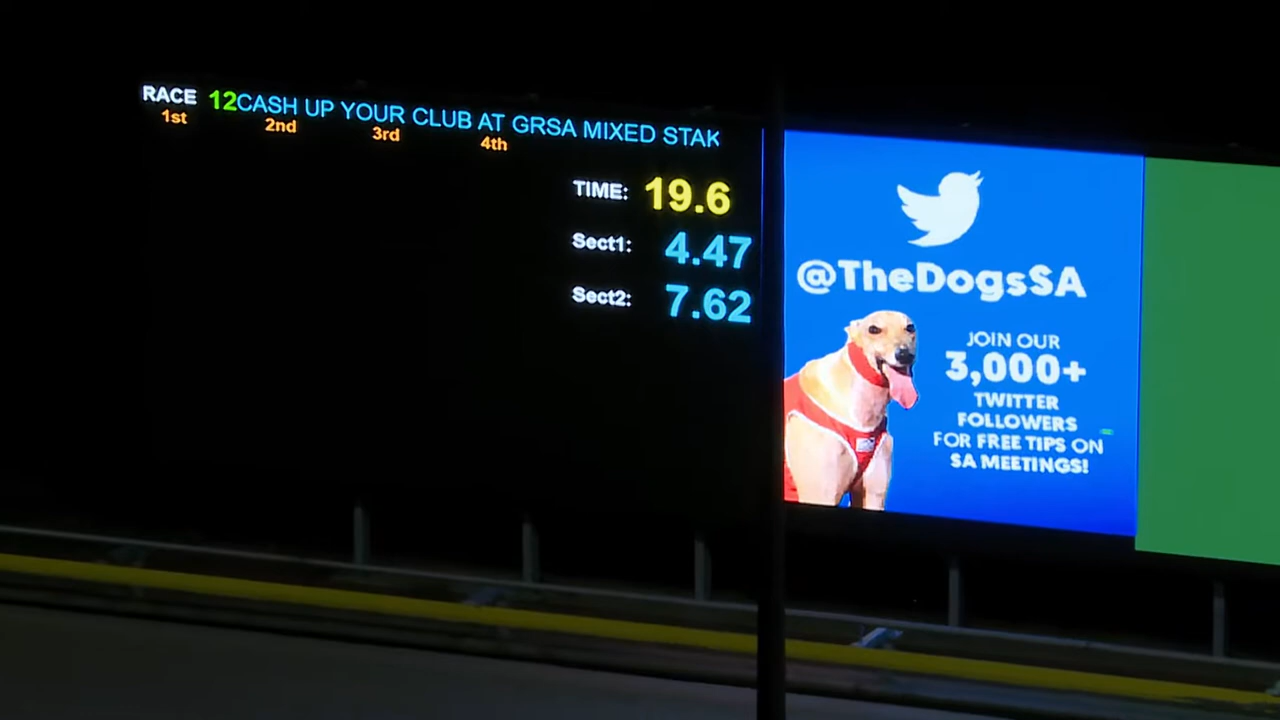 RACE 12CASH UP YOUR CLUB AT GRSA MIXED STAK
1st 2nd 3rd 4th
TIME: 19.6
Sect1: 4.47
Sect2: 7.62
@TheDogsSA
JOIN OUR
3,000+
TWITTER
FOLLOWERS
FOR FREE TIPS ON
SA MEETINGS!